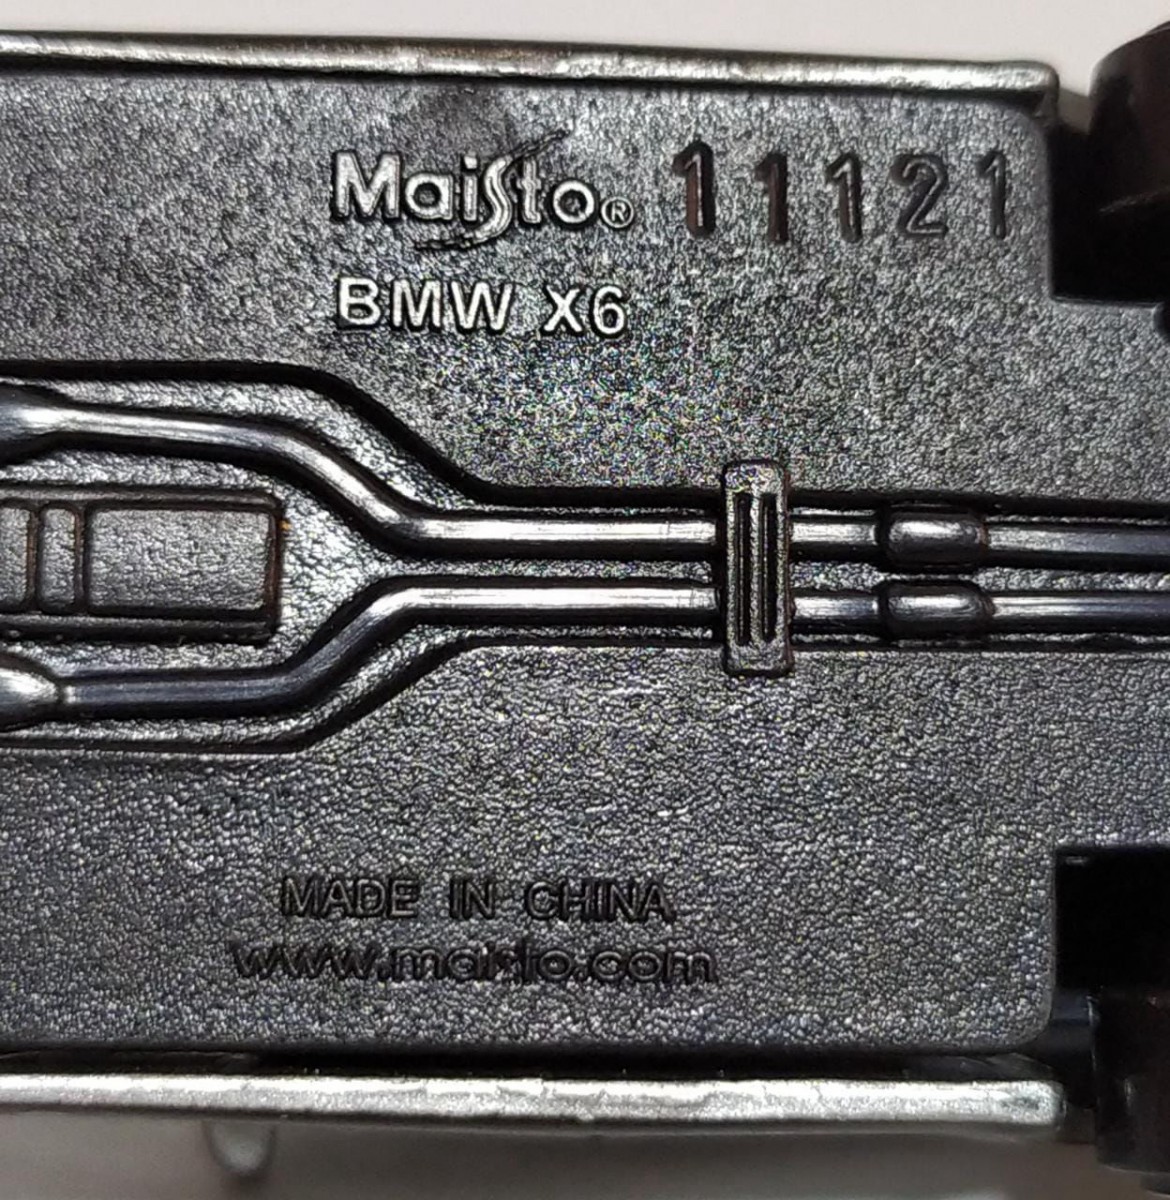 Maisto® 11121
BMW X6
MADE IN CHINA
www.maisto.com